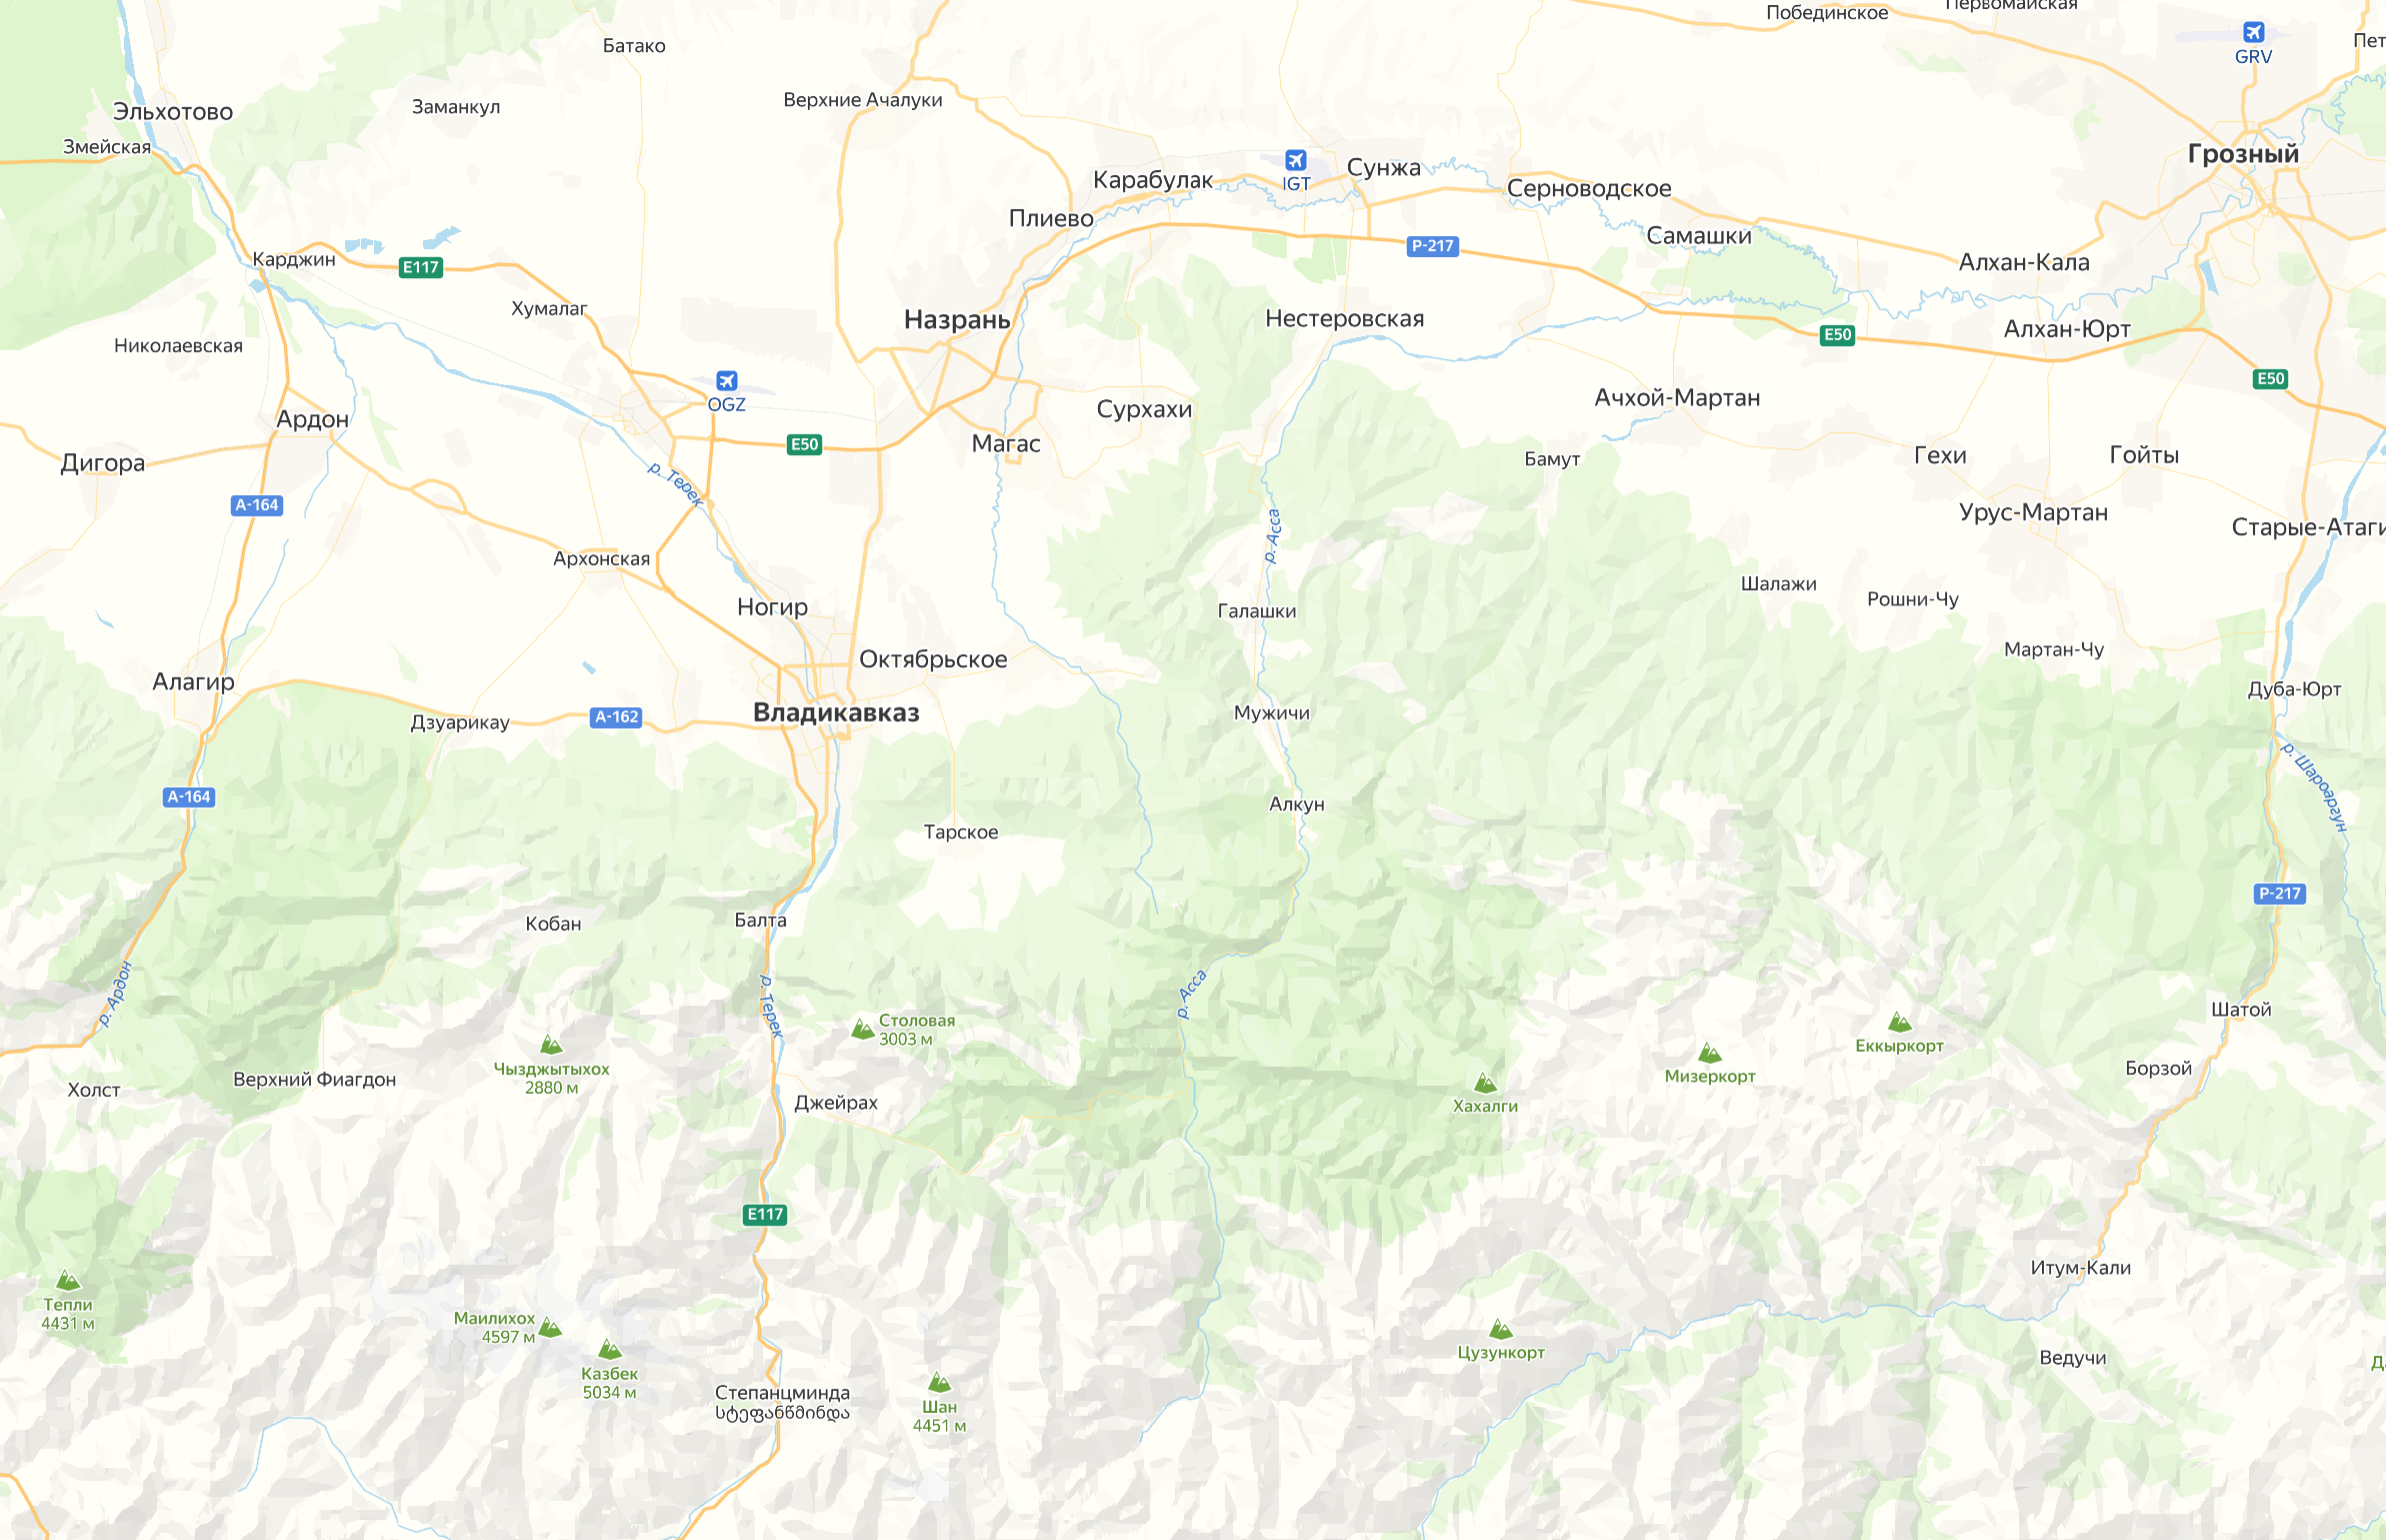 Побединское
Первомайская
GRV
Батако
Эльхотово
Заманкул
Верхние Ачалуки
Змейская
Грозный
Карабулак
IGT
Сунжа
Серноводское
Плиево
Самашки
P-217
Карджин
E117
Алхан-Кала
Хумалаг
Назрань
Нестеровская
Алхан-Юрт
E50
Николаевская
OGZ
E50
Ачхой-Мартан
Сурхахи
Ардон
Магас
E50
Дигора
Бамут
Гехи
Гойты
р. Терек
A-164
Урус-Мартан
Старые-Атаги
р. Асса
Архонская
Шалажи
Рошни-Чу
Ногир
Галашки
Мартан-Чу
Октябрьское
Алагир
Дуба-Юрт
Владикавказ
A-162
Дзуарикау
Мужичи
р. Шароаргун
A-164
Алкун
Тарское
P-217
Кобан
Балта
р. Ардон
р. Терек
р. Асса
Столовая
3003 м
Шатой
Еккыркорт
Чызджытыхох
2880 м
Мизеркорт
Борзой
Холст
Верхний Фиагдон
Джейрах
Хахалги
E117
Итум-Кали
Тепли
4431 м
Маилихох
4597 м
Казбек
5034 м
Цузункорт
Ведучи
Степанцминда
სტეფანწმინდა
Шан
4451 м